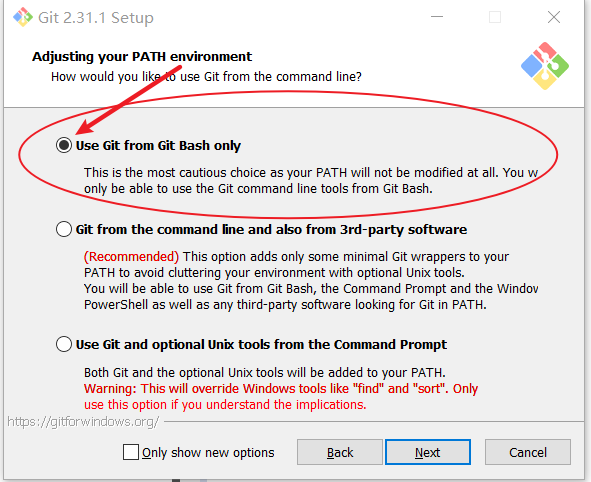 Git 2.31.1 Setup
Adjusting your PATH environment
How would you like to use Git from the command line?
Use Git from Git Bash only
This is the most cautious choice as your PATH will not be modified at all. You w
only be able to use the Git command line tools from Git Bash.
Git from the command line and also from 3rd-party software
(Recommended) This option adds only some minimal Git wrappers to your
PATH to avoid cluttering your environment with optional Unix tools.
You will be able to use Git from Git Bash, the Command Prompt and the Window
PowerShell as well as any third-party software looking for Git in PATH.
Use Git and optional Unix tools from the Command Prompt
Both Git and the optional Unix tools will be added to your PATH.
Warning: This will override Windows tools like "find" and "sort". Only
use this option if you understand the implications.
https://gitforwindows.org/
Only show new options
Back
Next
Cancel